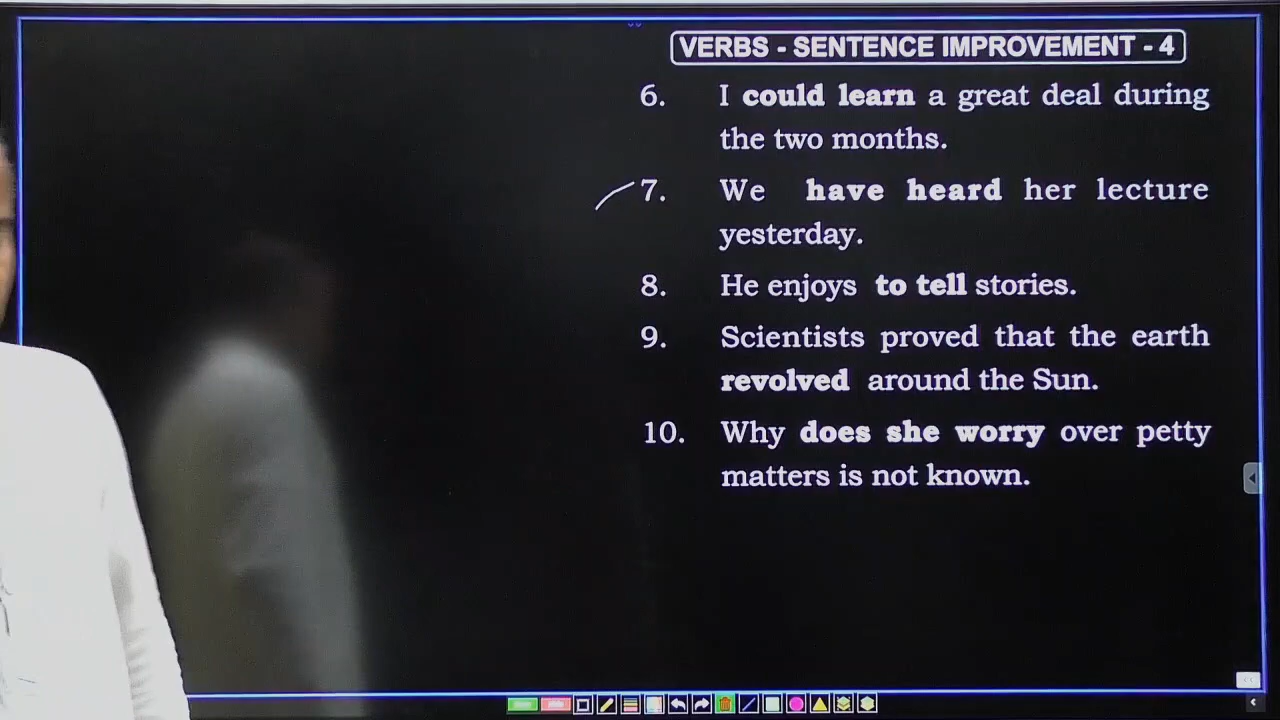 VERBS - SENTENCE IMPROVEMENT - 4
6. I could learn a great deal during
the two months.
7. We have heard her lecture
yesterday.
8. He enjoys to tell stories.
9. Scientists proved that the earth
revolved around the Sun.
10. Why does she worry over petty
matters is not known.